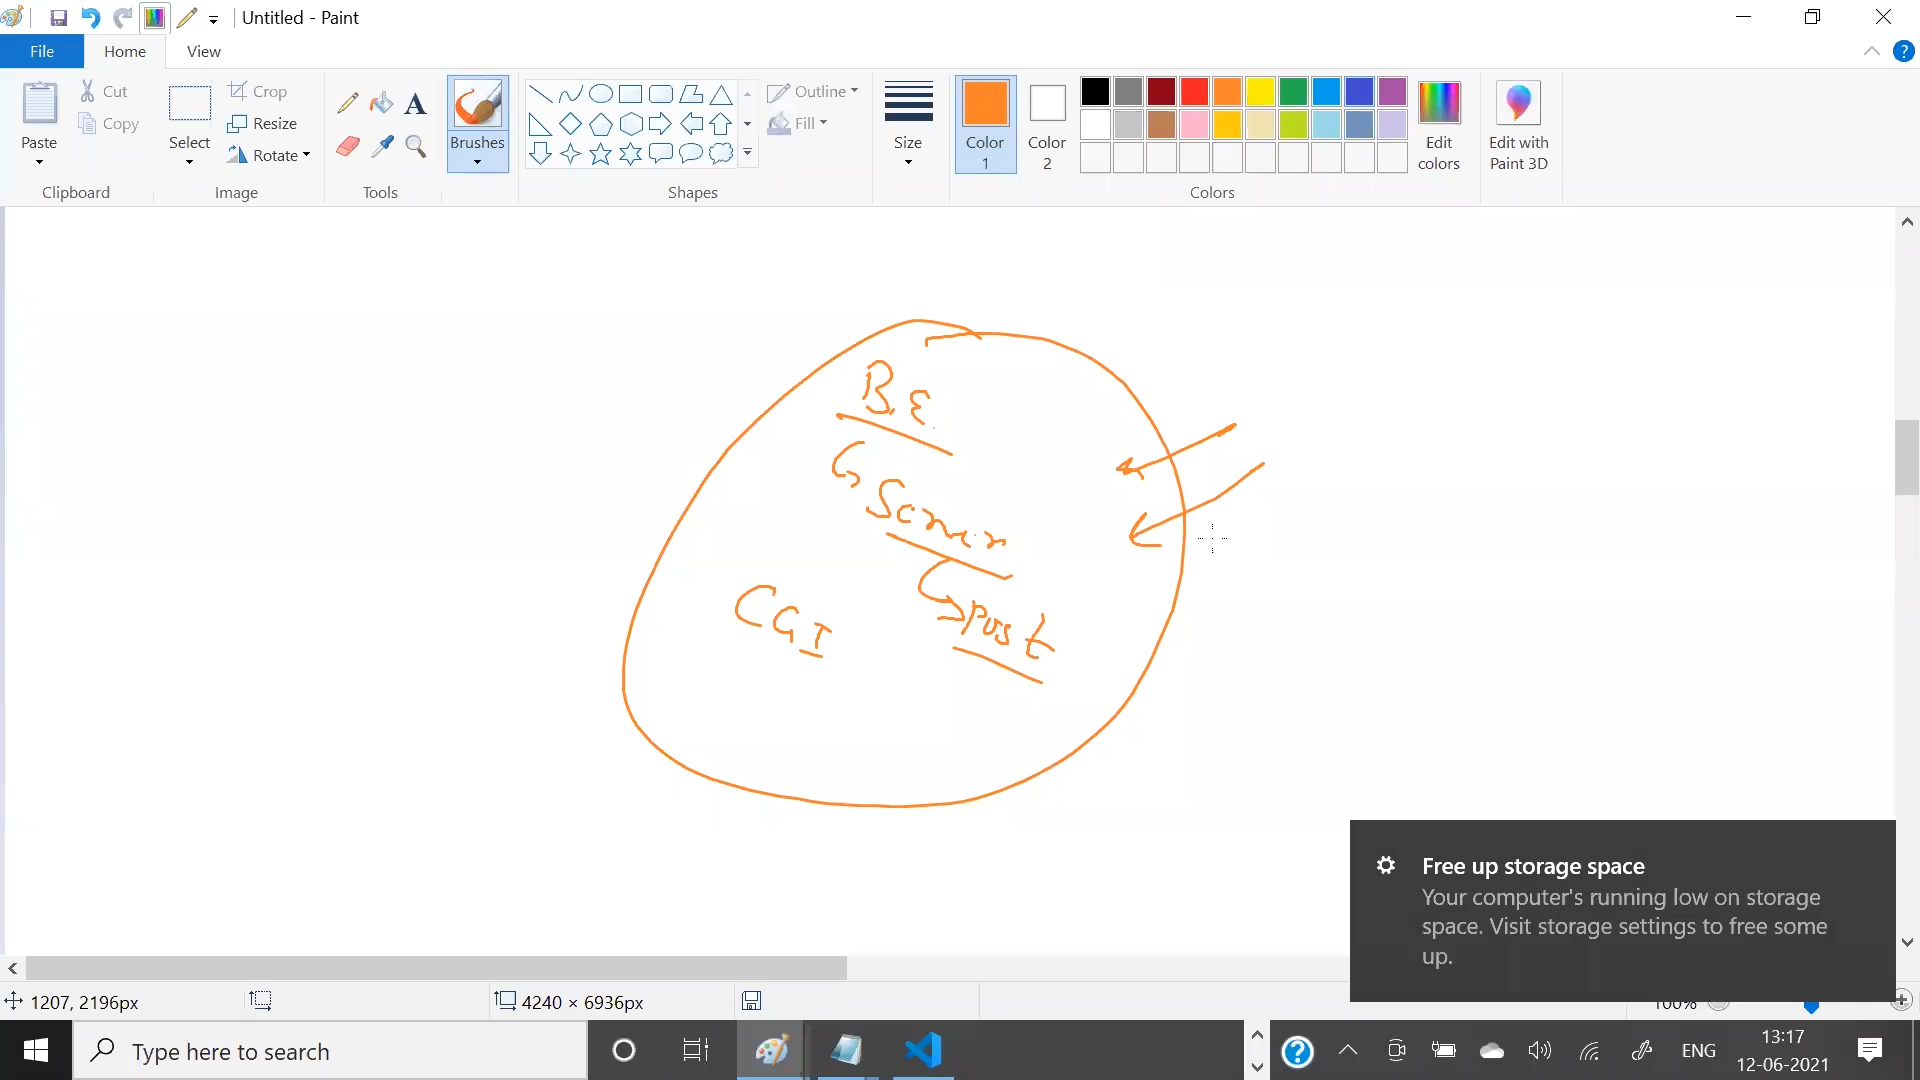 Untitled - Paint
File
Home
View
Paste
Cut
Copy
Clipboard
Select
Crop
Resize
Rotate
Image
Tools
Brushes
Shapes
Outline
Fill
Size
Color
1
Color
2
Colors
Edit
colors
Edit with
Paint 3D
B.E
Server
CGI
Post
Free up storage space
Your computer's running low on storage
space. Visit storage settings to free some
up.
1207, 2196px
4240 × 6936px
100%
Type here to search
ENG
13:17
12-06-2021